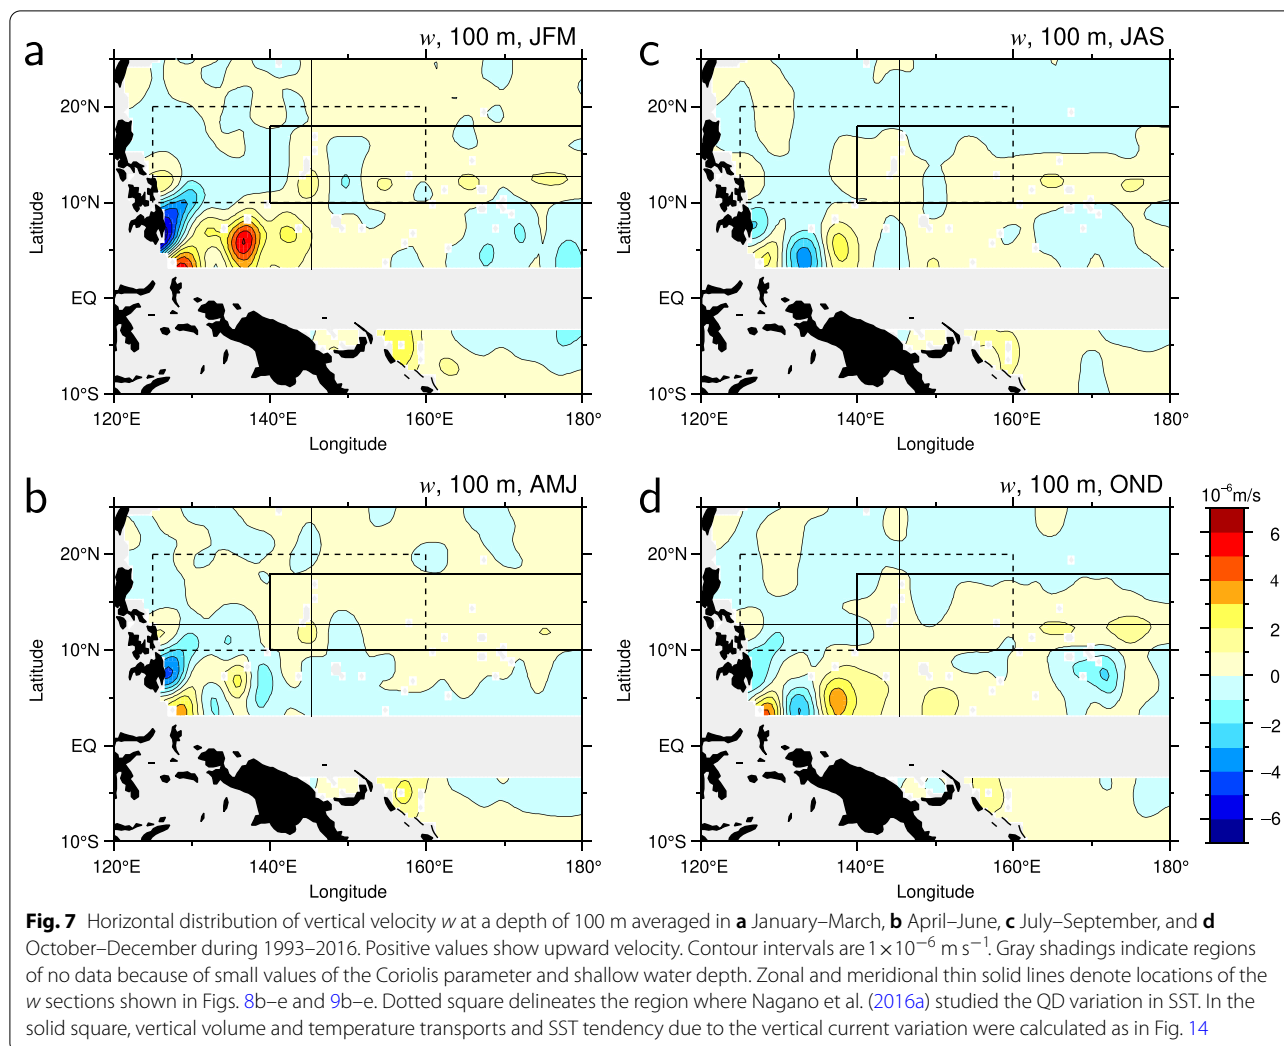 a
w, 100 m, JFM
20°N
10°N
EQ
10°S
Latitude
120°E
140°E
160°E
180°
Longitude
c
w, 100 m, JAS
20°N
10°N
EQ
10°S
Latitude
120°E
140°E
160°E
180°
Longitude
b
w, 100 m, AMJ
20°N
10°N
EQ
10°S
Latitude
120°E
140°E
160°E
180°
Longitude
d
w, 100 m, OND
20°N
10°N
EQ
10°S
Latitude
120°E
140°E
160°E
180°
Longitude
10⁻⁶m/s
6
4
2
0
−2
−4
−6
Fig. 7 Horizontal distribution of vertical velocity w at a depth of 100 m averaged in a January–March, b April–June, c July–September, and d
October–December during 1993–2016. Positive values show upward velocity. Contour intervals are 1 × 10⁻⁶ m s⁻¹. Gray shadings indicate regions
of no data because of small values of the Coriolis parameter and shallow water depth. Zonal and meridional thin solid lines denote locations of the
w sections shown in Figs. 8b–e and 9b–e. Dotted square delineates the region where Nagano et al. (2016a) studied the QD variation in SST. In the
solid square, vertical volume and temperature transports and SST tendency due to the vertical current variation were calculated as in Fig. 14